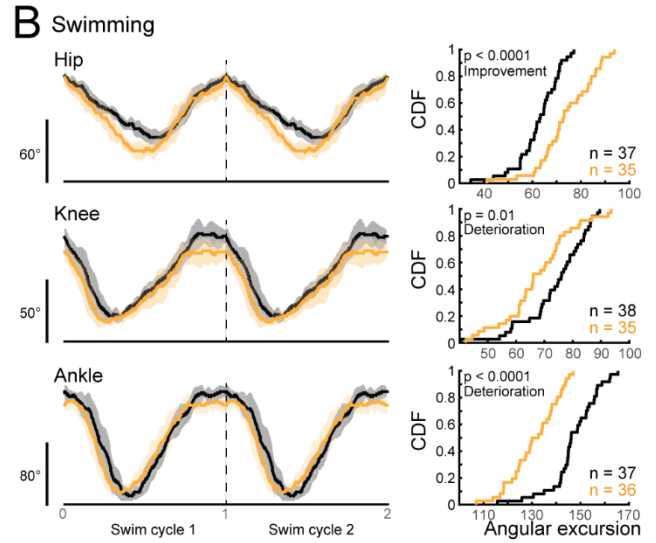 B Swimming
Hip
60°
CDF
1
0.8
0.6
0.4
0.2
0
p < 0.0001
Improvement
n = 37
n = 35
40 60 80 100
Knee
50°
CDF
1
0.8
0.6
0.4
0.2
0
p = 0.01
Deterioration
n = 38
n = 35
50 60 70 80 90 100
Ankle
80°
0 1 2
Swim cycle 1 Swim cycle 2
CDF
1
0.8
0.6
0.4
0.2
0
p < 0.0001
Deterioration
n = 37
n = 36
110 130 150 170
Angular excursion